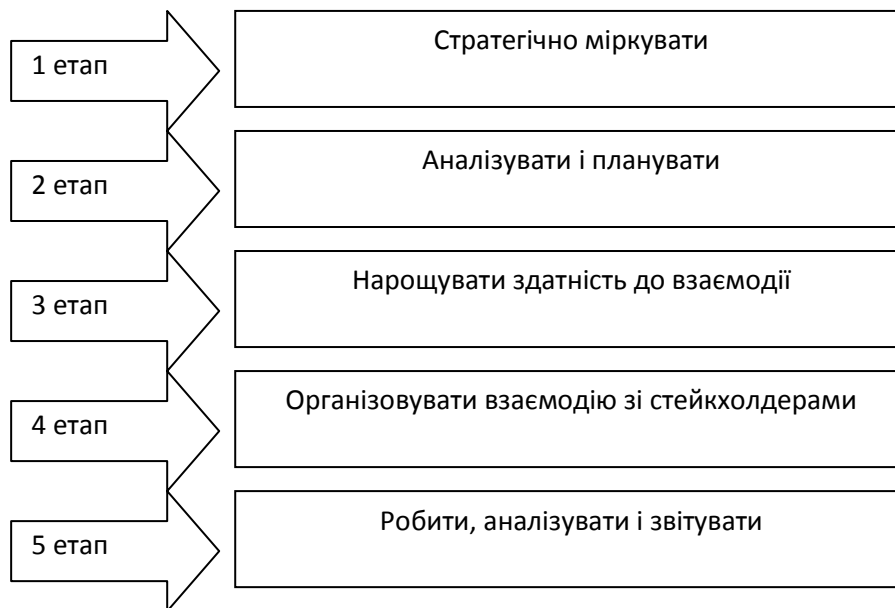 1 етап
Стратегічно міркувати
2 етап
Аналізувати і планувати
3 етап
Нарощувати здатність до взаємодії
4 етап
Організовувати взаємодію зі стейкхолдерами
5 етап
Робити, аналізувати і звітувати